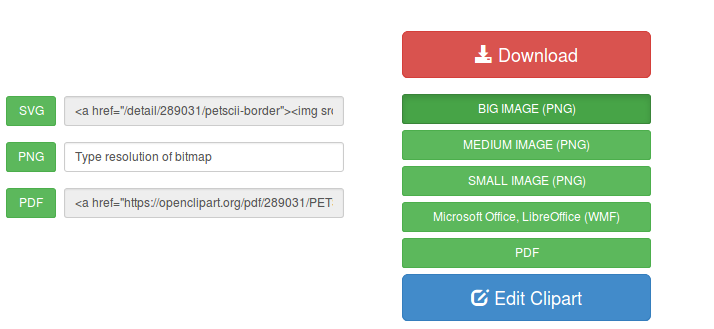 SVG <a href="/detail/289031/petscii-border"><img src
PNG Type resolution of bitmap
PDF <a href="https://openclipart.org/pdf/289031/PET
Download
BIG IMAGE (PNG)
MEDIUM IMAGE (PNG)
SMALL IMAGE (PNG)
Microsoft Office, LibreOffice (WMF)
PDF
Edit Clipart